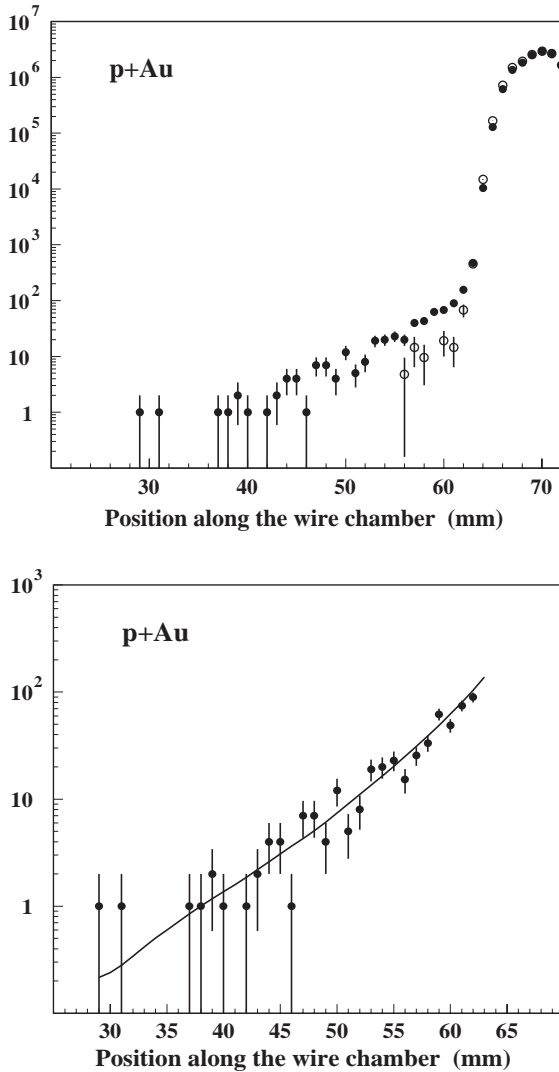 10^7
p+Au
10^6
10^5
10^4
10^3
10^2
10
1
30 40 50 60 70
Position along the wire chamber (mm)
10^3
p+Au
10^2
10
1
30 35 40 45 50 55 60 65
Position along the wire chamber (mm)